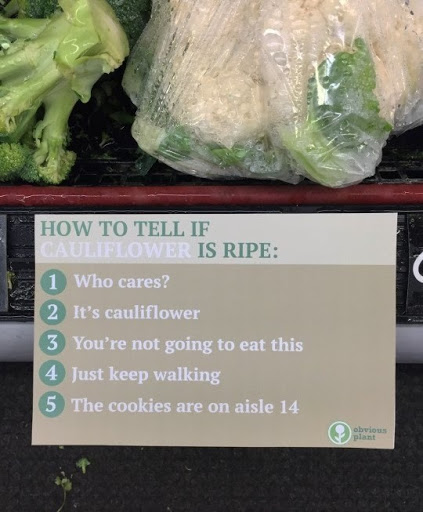 HOW TO TELL IF
CAULIFLOWER IS RIPE:
1 Who cares?
2 It's cauliflower
3 You're not going to eat this
4 Just keep walking
5 The cookies are on aisle 14
obvious
plant